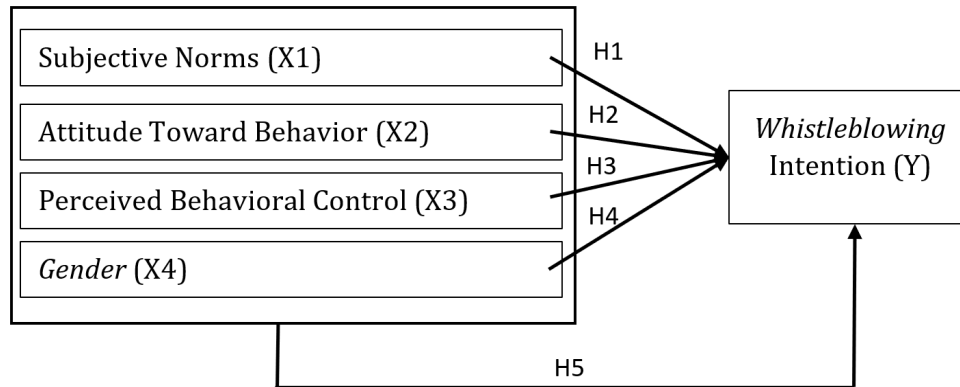 Subjective Norms (X1)
H1
Attitude Toward Behavior (X2)
H2
Perceived Behavioral Control (X3)
H3
Gender (X4)
H4
Whistleblowing
Intention (Y)
H5